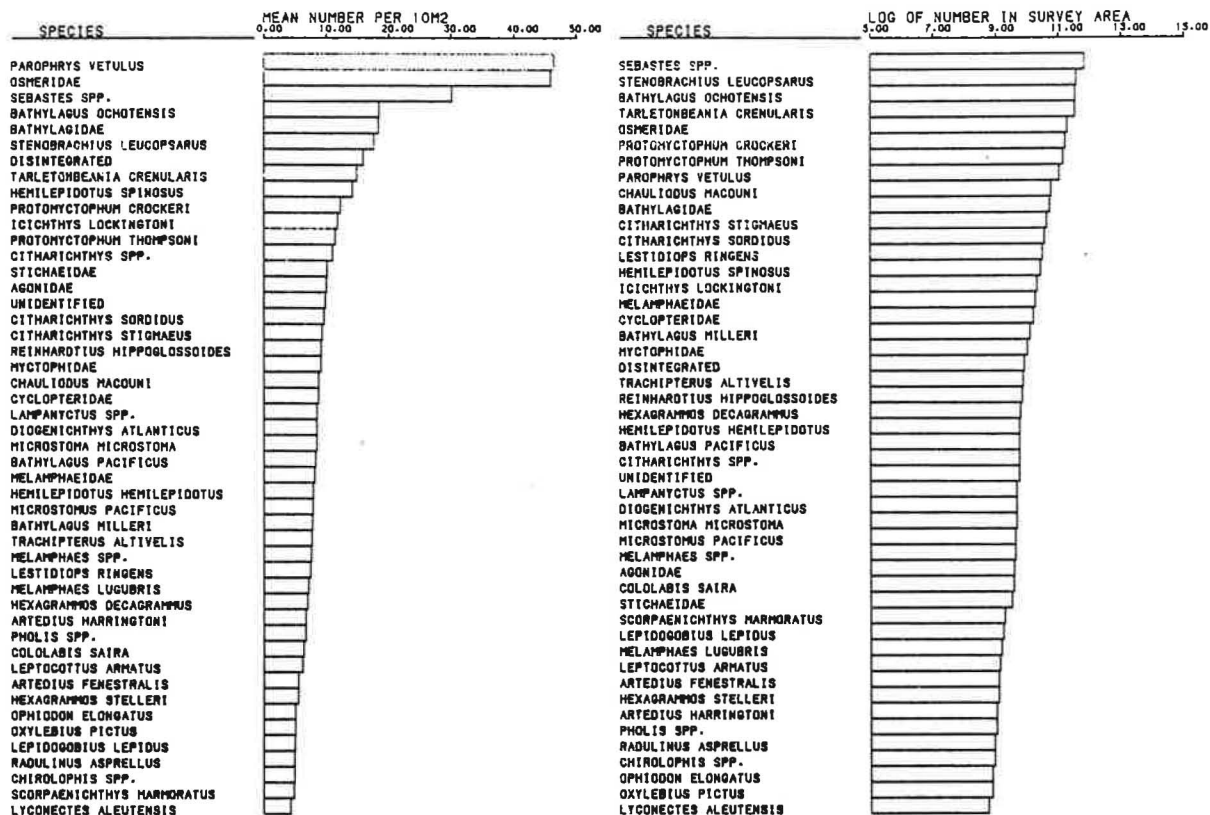 MEAN NUMBER PER 10M2
0.00 10.00 20.00 30.00 40.00 50.00
SPECIES
PAROPHRYS VETULUS
OSMERIDAE
SEBASTES SPP.
BATHYLAGUS OCHOTENSIS
BATHYLAGIDAE
STENOBRACHIUS LEUCOPSARUS
DISINTEGRATED
TARLETONBEANIA CRENULARIS
HEMILEPIDOTUS SPINOSUS
PROTOMYCTOPHUM CROCKERI
ICICHTHYS LOCKINGTONI
PROTOMYCTOPHUM THOMPSONI
CITHARICHTHYS SPP.
STICHAEIDAE
AGONIDAE
UNIDENTIFIED
CITHARICHTHYS SORDIDUS
CITHARICHTHYS STIGMAEUS
REINHARDTIUS HIPPOGLOSSOIDES
MYCTOPHIDAE
CHAULIODUS MACOUNI
CYCLOPTERIDAE
LAMPANYCTUS SPP.
DIOGENICHTHYS ATLANTICUS
MICROSTOMA MICROSTOMA
BATHYLAGUS PACIFICUS
MELAMPHAEIDAE
HEMILEPIDOTUS HEMILEPIDOTUS
MICROSTOMUS PACIFICUS
BATHYLAGUS MILLERI
TRACHIPTERUS ALTIVELIS
MELAMPHAES SPP.
LESTIDIOPS RINGENS
MELAMPHAES LUGUBRIS
HEXAGRAMMOS DECAGRAMMUS
ARTEDIUS HARRINGTONI
PHOLIS SPP.
COLOLABIS SAIRA
LEPTOCOTTUS ARMATUS
ARTEDIUS FENESTRALIS
HEXAGRAMMOS STELLERI
OPHIODON ELONGATUS
OXYLEBIUS PICTUS
LEPIDOGOBIUS LEPIDUS
RADULINUS ASPRELLUS
CHIROLOPHIS SPP.
SCORPAENICHTHYS MARMORATUS
LYCONECTES ALEUTENSIS
LOG OF NUMBER IN SURVEY AREA
5.00 7.00 9.00 11.00 13.00 15.00
SPECIES
SEBASTES SPP.
STENOBRACHIUS LEUCOPSARUS
BATHYLAGUS OCHOTENSIS
TARLETONBEANIA CRENULARIS
OSMERIDAE
PROTOMYCTOPHUM CROCKERI
PROTOMYCTOPHUM THOMPSONI
PAROPHRYS VETULUS
CHAULIODUS MACOUNI
BATHYLAGIDAE
CITHARICHTHYS STIGMAEUS
CITHARICHTHYS SORDIDUS
LESTIDIOPS RINGENS
HEMILEPIDOTUS SPINOSUS
ICICHTHYS LOCKINGTONI
MELAMPHAEIDAE
CYCLOPTERIDAE
BATHYLAGUS MILLERI
MYCTOPHIDAE
DISINTEGRATED
TRACHIPTERUS ALTIVELIS
REINHARDTIUS HIPPOGLOSSOIDES
HEXAGRAMMOS DECAGRAMMUS
HEMILEPIDOTUS HEMILEPIDOTUS
BATHYLAGUS PACIFICUS
CITHARICHTHYS SPP.
UNIDENTIFIED
LAMPANYCTUS SPP.
DIOGENICHTHYS ATLANTICUS
MICROSTOMA MICROSTOMA
MICROSTOMUS PACIFICUS
MELAMPHAES SPP.
AGONIDAE
COLOLABIS SAIRA
STICHAEIDAE
SCORPAENICHTHYS MARMORATUS
LEPIDOGOBIUS LEPIDUS
MELAMPHAES LUGUBRIS
LEPTOCOTTUS ARMATUS
ARTEDIUS FENESTRALIS
HEXAGRAMMOS STELLERI
ARTEDIUS HARRINGTONI
PHOLIS SPP.
RADULINUS ASPRELLUS
CHIROLOPHIS SPP.
OPHIODON ELONGATUS
OXYLEBIUS PICTUS
LYCONECTES ALEUTENSIS